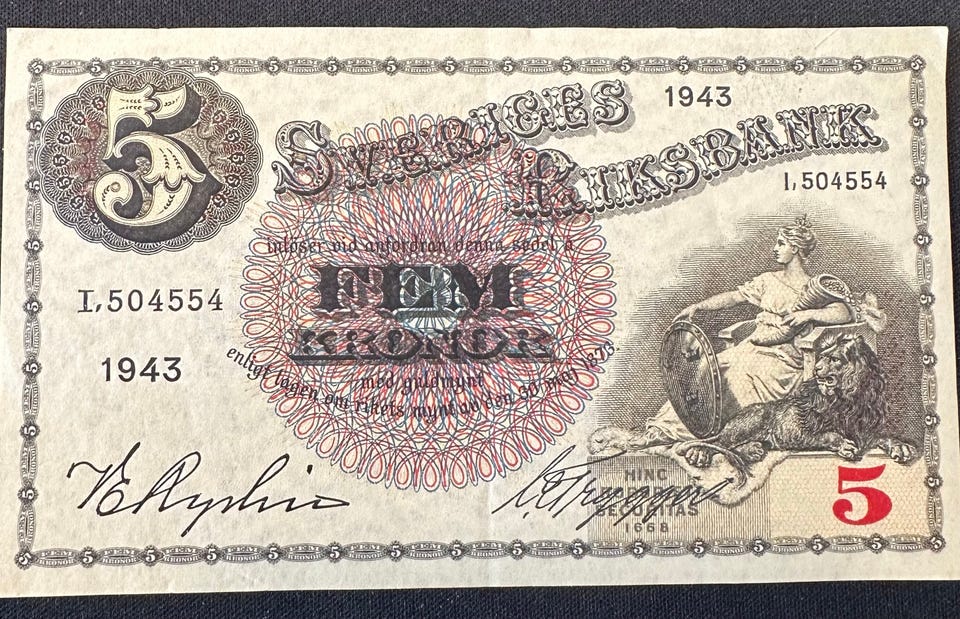 5
SVERIGES
1943
RIKSBANK
I,504554
inlöser vid anfordran denna sedel å
FEM
KRONOR
I,504554
1943
med guldmynt
enligt lagen om rikets mynt av den 30 maj 1873.
HINC
SECURITAS
1668
5